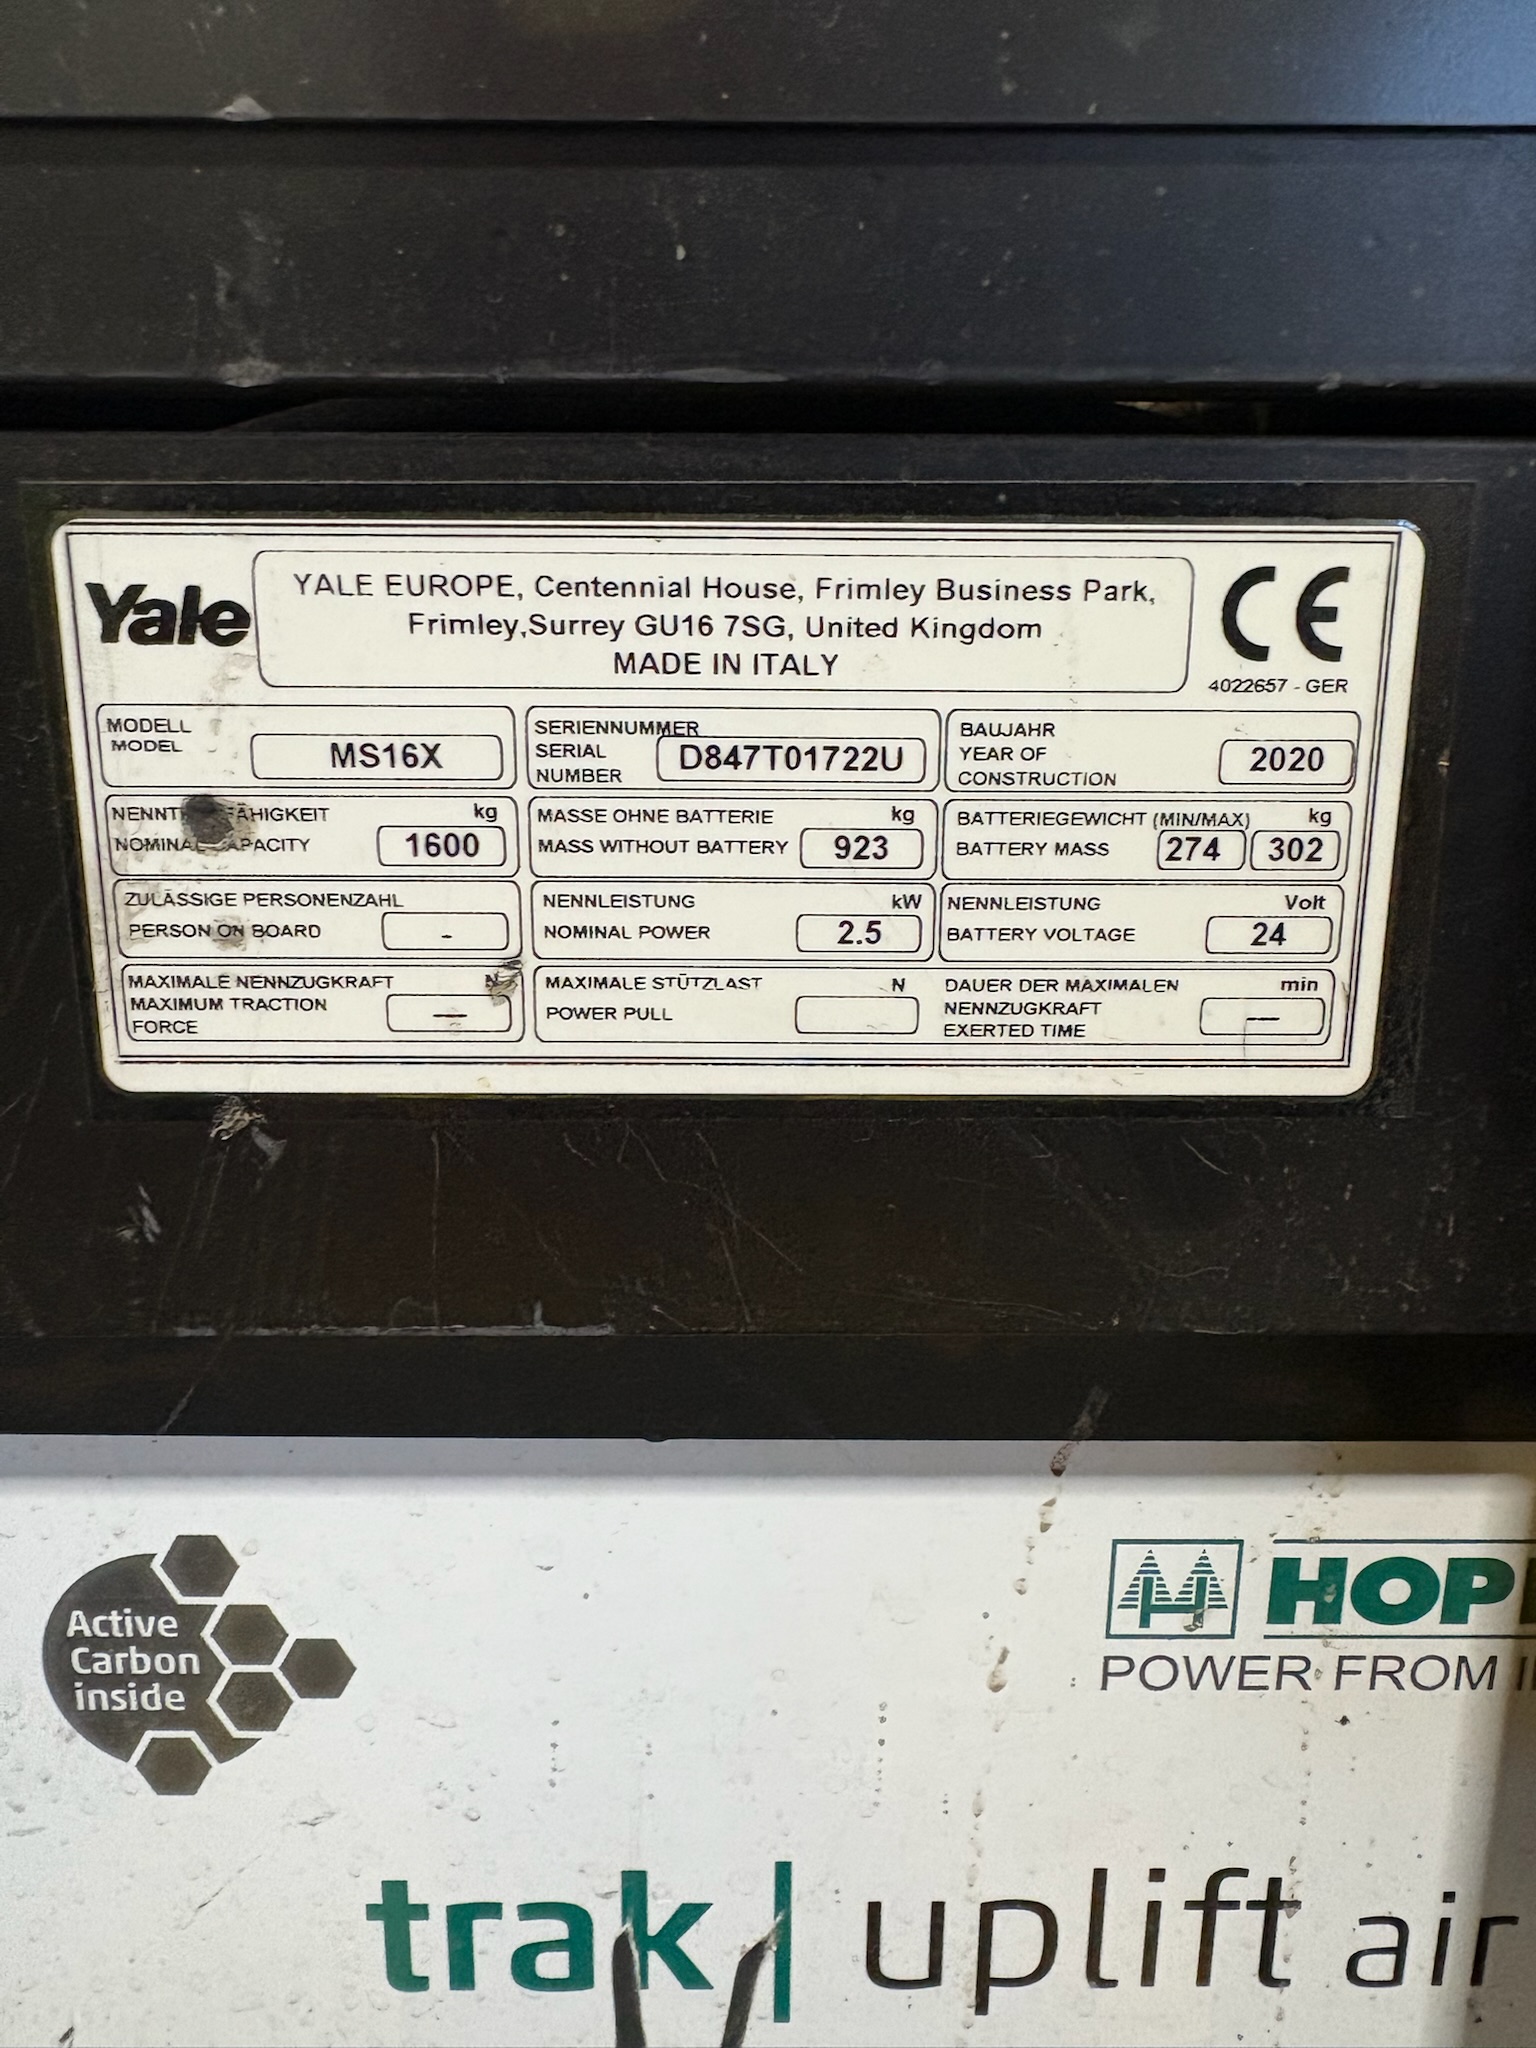 Yale
YALE EUROPE, Centennial House, Frimley Business Park,
Frimley,Surrey GU16 7SG, United Kingdom
MADE IN ITALY
CE
4022657 - GER
MODELL
MODEL
MS16X
SERIENNUMMER
SERIAL
NUMBER
D847T01722U
BAUJAHR
YEAR OF
CONSTRUCTION
2020
kg
NOMINAL CAPACITY
1600
MASSE OHNE BATTERIE kg
MASS WITHOUT BATTERY
923
BATTERIEGEWICHT (MIN/MAX) kg
BATTERY MASS
274
302
ZULÄSSIGE PERSONENZAHL
PERSON ON BOARD
-
NENNLEISTUNG kW
NOMINAL POWER
2.5
NENNLEISTUNG Volt
BATTERY VOLTAGE
24
MAXIMALE NENNZUGKRAFT N
MAXIMUM TRACTION
FORCE
—
MAXIMALE STÜTZLAST N
POWER PULL
DAUER DER MAXIMALEN min
NENNZUGKRAFT
EXERTED TIME
—
Active
Carbon
inside
HOP
POWER FROM
trak | uplift air